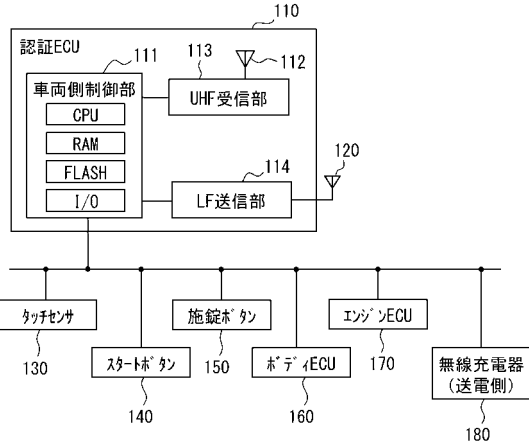 110
認証ECU
111
113
112
車両側制御部
CPU
RAM
FLASH
I/O
UHF受信部
114
LF送信部
120
タッチセンサ
130
スタートボタン
140
施錠ボタン
150
ボディECU
160
エンジンECU
170
無線充電器
(送電側)
180